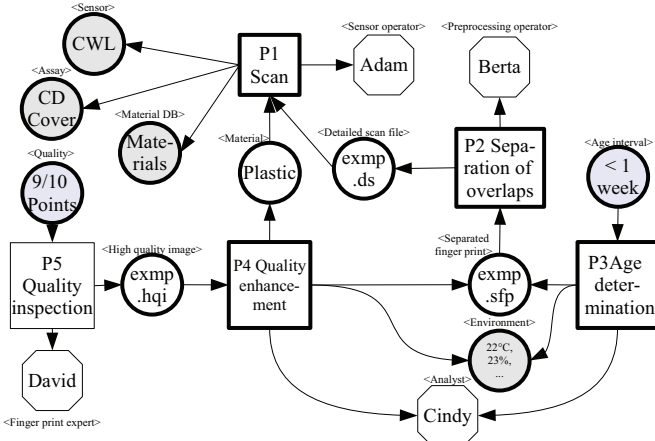 <Sensor>
CWL
<Assay>
CD
Cover
<Material DB>
Mate-
rials
P1
Scan
<Sensor operator>
Adam
<Preprocessing operator>
Berta
<Quality>
9/10
Points
<Material>
Plastic
<Detailed scan file>
exmp
.ds
P2 Sepa-
ration of
overlaps
<Age interval>
< 1
week
P5
Quality
inspection
<High quality image>
exmp
.hqi
P4 Quality
enhance-
ment
<Separated
finger print>
exmp
.sfp
P3Age
deter-
mination
<Environment>
22°C,
23%,
...
David
<Finger print expert>
<Analyst>
Cindy